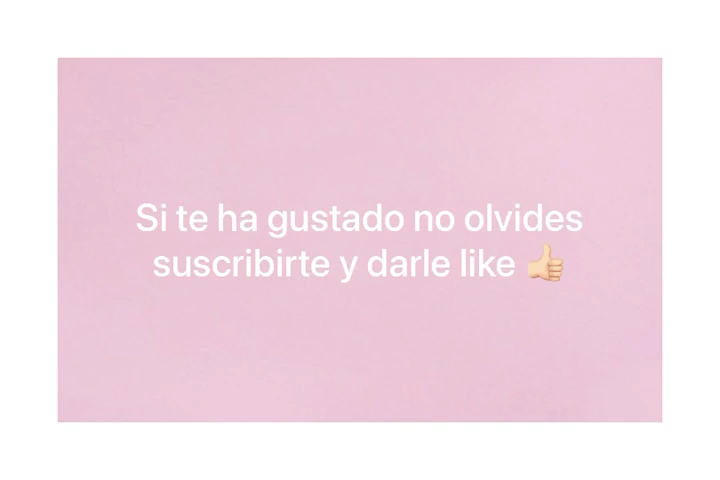 Si te ha gustado no olvides
suscribirte y darle like 👍🏼